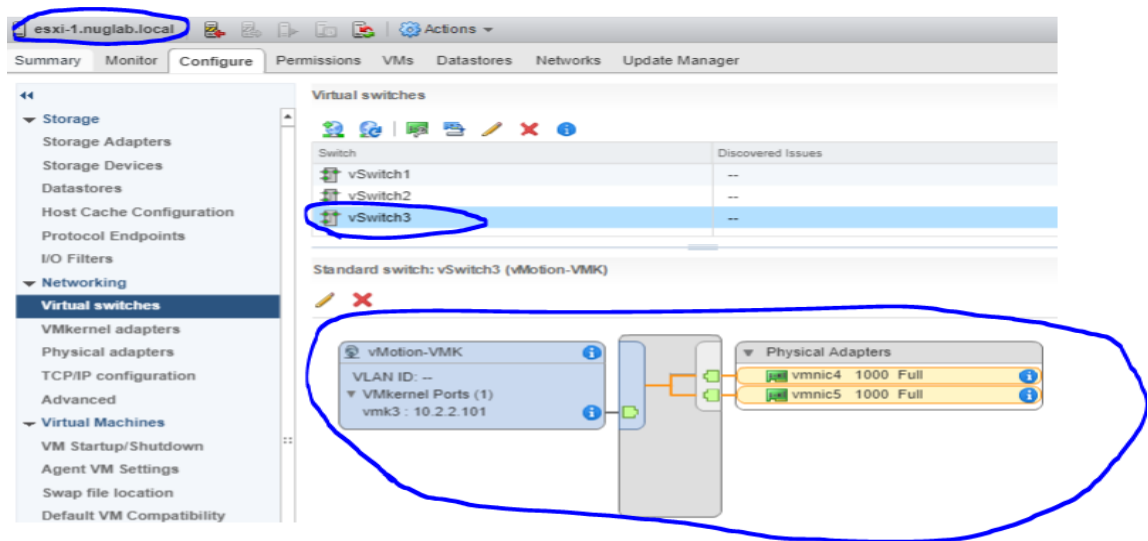 esxi-1.nuglab.local Actions
Summary Monitor Configure Permissions VMs Datastores Networks Update Manager
Storage
Storage Adapters
Storage Devices
Datastores
Host Cache Configuration
Protocol Endpoints
I/O Filters
Networking
Virtual switches
VMkernel adapters
Physical adapters
TCP/IP configuration
Advanced
Virtual Machines
VM Startup/Shutdown
Agent VM Settings
Swap file location
Default VM Compatibility
Virtual switches
Switch Discovered Issues
vSwitch1 --
vSwitch2 --
vSwitch3 --
Standard switch: vSwitch3 (vMotion-VMK)
vMotion-VMK
VLAN ID: --
VMkernel Ports (1)
vmk3 : 10.2.2.101
Physical Adapters
vmnic4 1000 Full
vmnic5 1000 Full